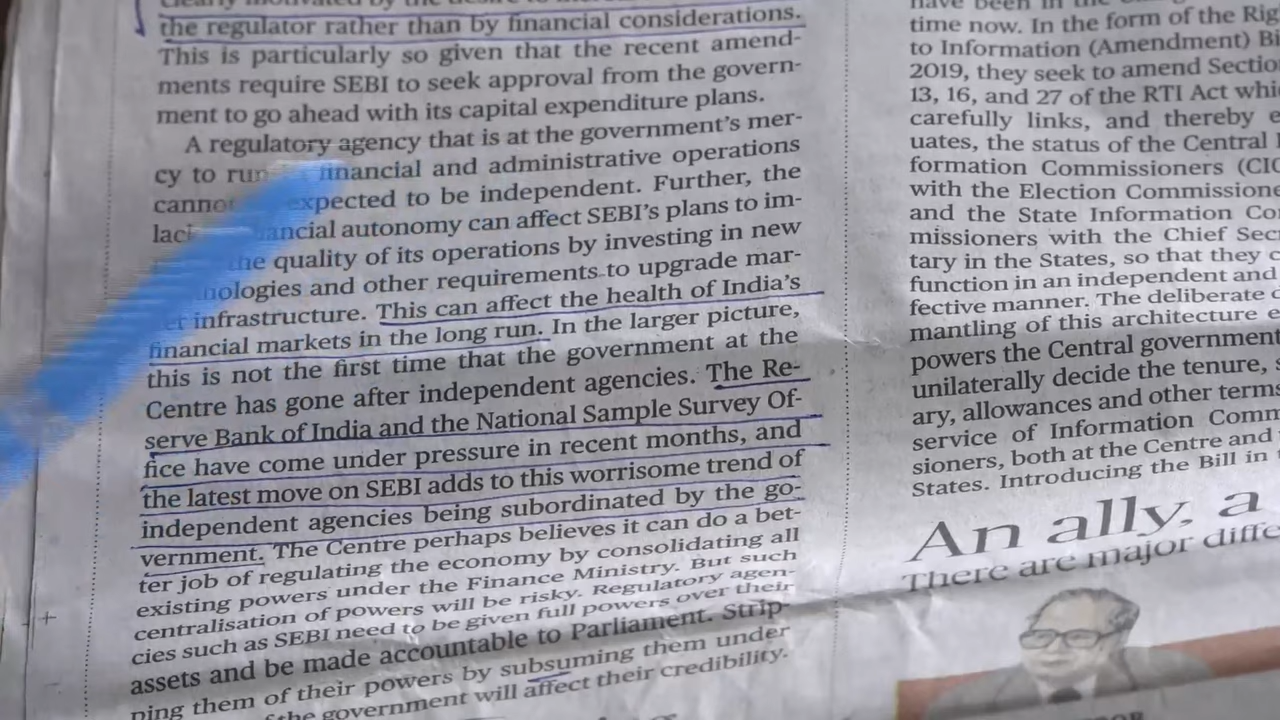 the regulator rather than by financial considerations.
This is particularly so given that the recent amend-
ments require SEBI to seek approval from the govern-
ment to go ahead with its capital expenditure plans.
A regulatory agency that is at the government's mer-
cy to run financial and administrative operations
cannot expected to be independent. Further, the
autonomy can affect SEBI's plans to im-
the quality of its operations by investing in new
and other requirements to upgrade mar-
infrastructure. This can affect the health of India's
financial markets in the long run. In the larger picture,
this is not the first time that the government at the
Centre has gone after independent agencies. The Re-
serve Bank of India and the National Sample Survey Of-
fice have come under pressure in recent months, and
the latest move on SEBI adds to this worrisome trend of
independent agencies being subordinated by the go-
vernment. The Centre perhaps believes it can do a bet-
ter job of regulating the economy by consolidating all
existing powers under the Finance Ministry. But such
centralisation of powers will be risky. Regulatory agen-
cies such as SEBI need to be given full powers over their
assets and be made accountable to Parliament. Strip-
ping them of their powers by subsuming them under
the government will affect their credibility.
time now. In the form of the
to Information (Amendment)
2019, they seek to amend
13, 16, and 27 of the RTI Act
carefully links, and thereby
uates, the status of the Central
formation Commissioners
with the Election
and the State Information
missioners with the Chief
tary in the States, so that they
function in an independent and
fective manner. The deliberate
mantling of this architecture
powers the Central government
unilaterally decide the tenure,
ary, allowances and other
service of Information
sioners, both at the Centre and
States. Introducing the Bill in
An ally, a
There are major